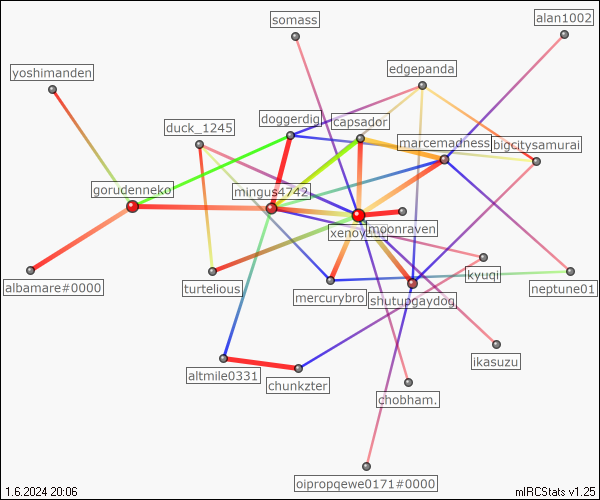 somass
alan1002
yoshimanden
edgepanda
doggerdig
capsador
duck_1245
marcemadness
bigcitysamurai
gorudenneko
mingus4742
moonraven
kyuqi
albamare#0000
turtelious
mercurybro
shutupgaydog
neptune01
ikasuzu
altmile0331
chunkzter
chobham.
oipropqewe0171#0000
1.6.2024 20:06
mIRCStats v1.25